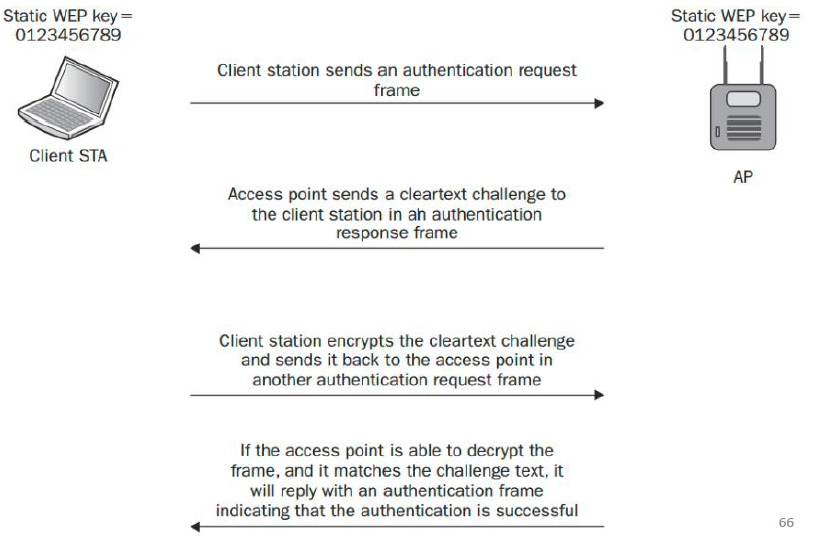 Static WEP key=
0123456789
Static WEP key=
0123456789
Client STA
AP
Client station sends an authentication request
frame
Access point sends a cleartext challenge to
the client station in ah authentication
response frame
Client station encrypts the cleartext challenge
and sends it back to the access point in
another authentication request frame
If the access point is able to decrypt the
frame, and it matches the challenge text, it
will reply with an authentication frame
indicating that the authentication is successful
66